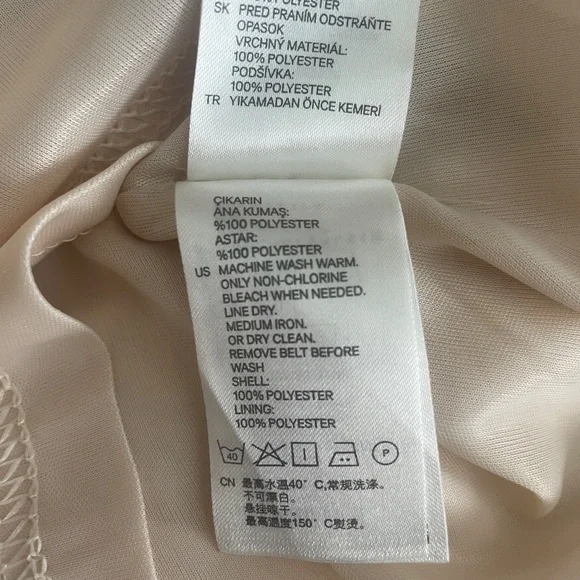 POLYESTER
SK PRED PRANÍM ODSTRÁŇTE
OPASOK
VRCHNÝ MATERIÁL:
100% POLYESTER
PODŠÍVKA:
100% POLYESTER
TR YIKAMADAN ÖNCE KEMERİ
ÇIKARIN
ANA KUMAŞ:
%100 POLYESTER
ASTAR:
%100 POLYESTER
US MACHINE WASH WARM.
ONLY NON-CHLORINE
BLEACH WHEN NEEDED.
LINE DRY.
MEDIUM IRON.
OR DRY CLEAN.
REMOVE BELT BEFORE
WASH
SHELL:
100% POLYESTER
LINING:
100% POLYESTER
40 P
CN 最高水温40° C,常规洗涤.
不可漂白.
悬挂晾干.
最高温度150° C熨烫.